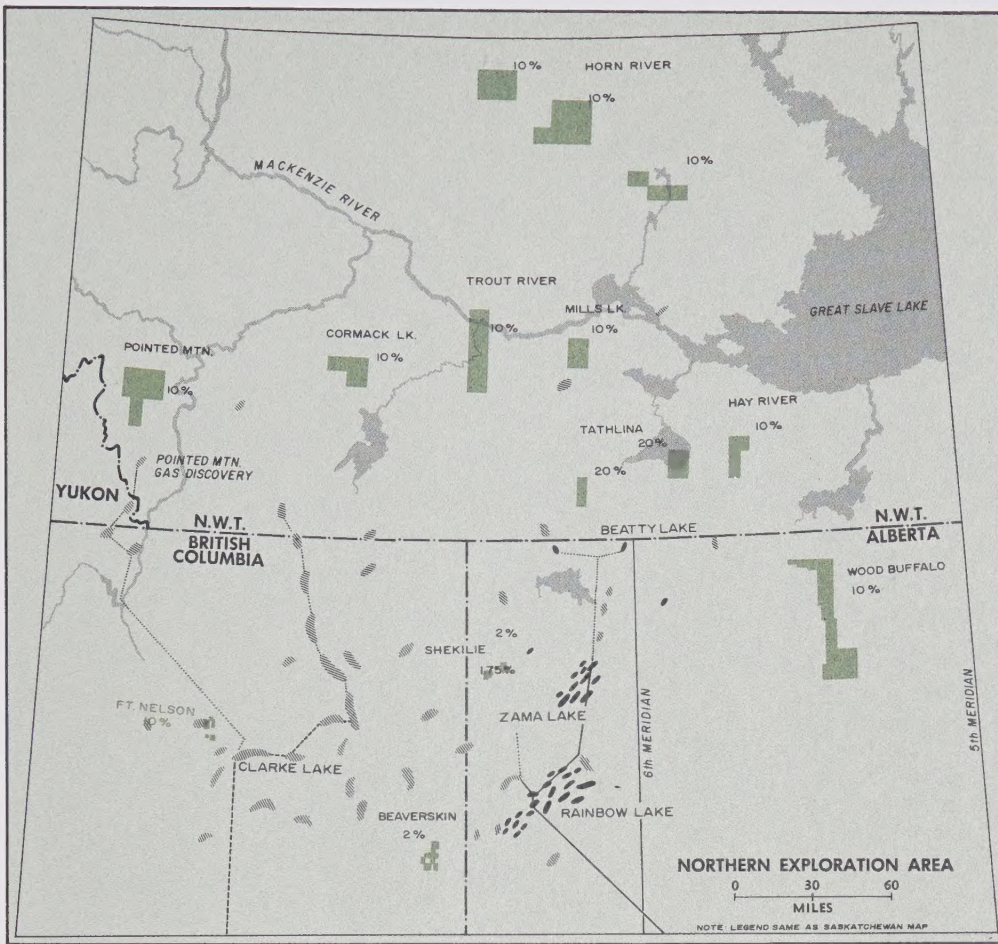 10%
HORN RIVER
10%
10%
MACKENZIE RIVER
TROUT RIVER
10%
MILLS LK.
10%
GREAT SLAVE LAKE
CORMACK LK.
10%
POINTED MTN.
10%
HAY RIVER
10%
TATHLINA
20%
20%
POINTED MTN.
GAS DISCOVERY
YUKON
N.W.T.
BRITISH
COLUMBIA
BEATTY LAKE
N.W.T.
ALBERTA
WOOD BUFFALO
10%
2%
SHEKILIE
1.75%
FT. NELSON
10%
ZAMA LAKE
6th MERIDIAN
5th MERIDIAN
CLARKE LAKE
RAINBOW LAKE
BEAVERSKIN
2%
NORTHERN EXPLORATION AREA
0 30 60
MILES
NOTE: LEGEND SAME AS SASKATCHEWAN MAP